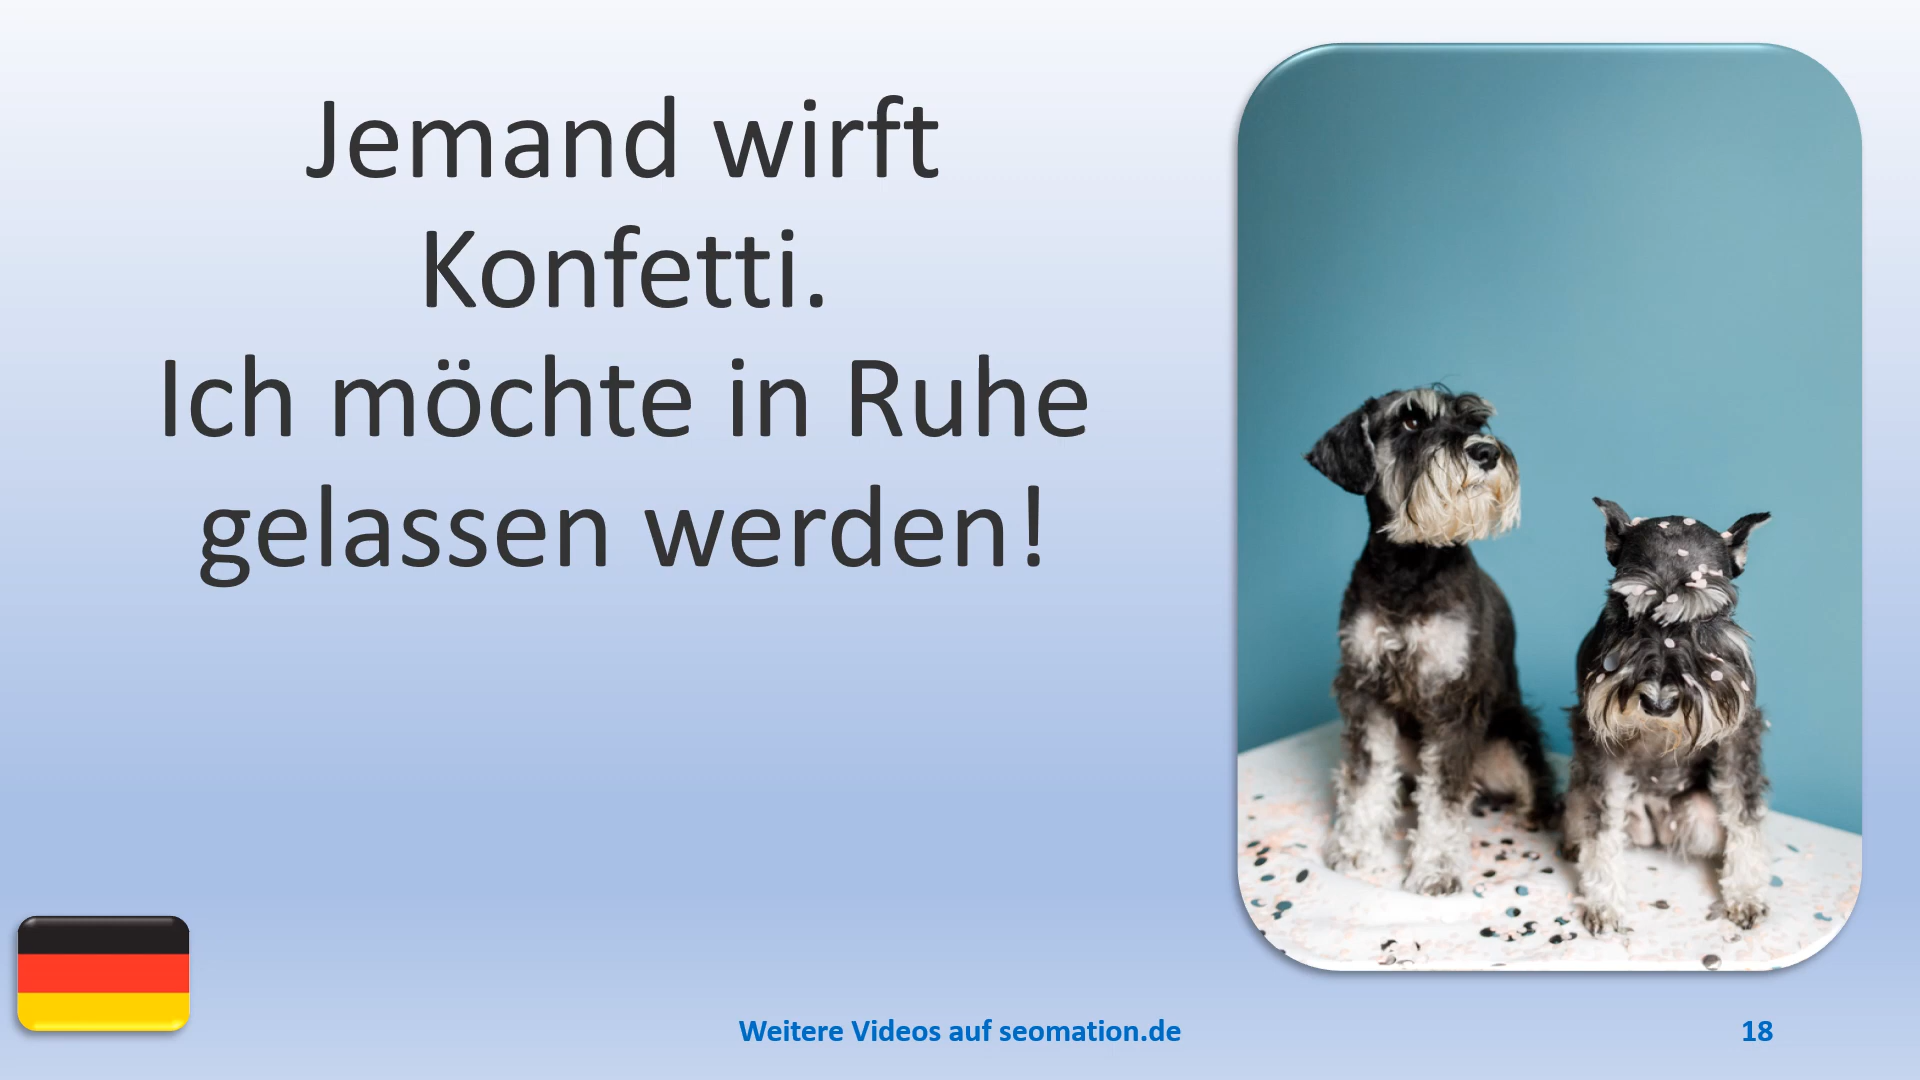 Jemand wirft
Konfetti.
Ich möchte in Ruhe
gelassen werden!
Weitere Videos auf seomation.de
18